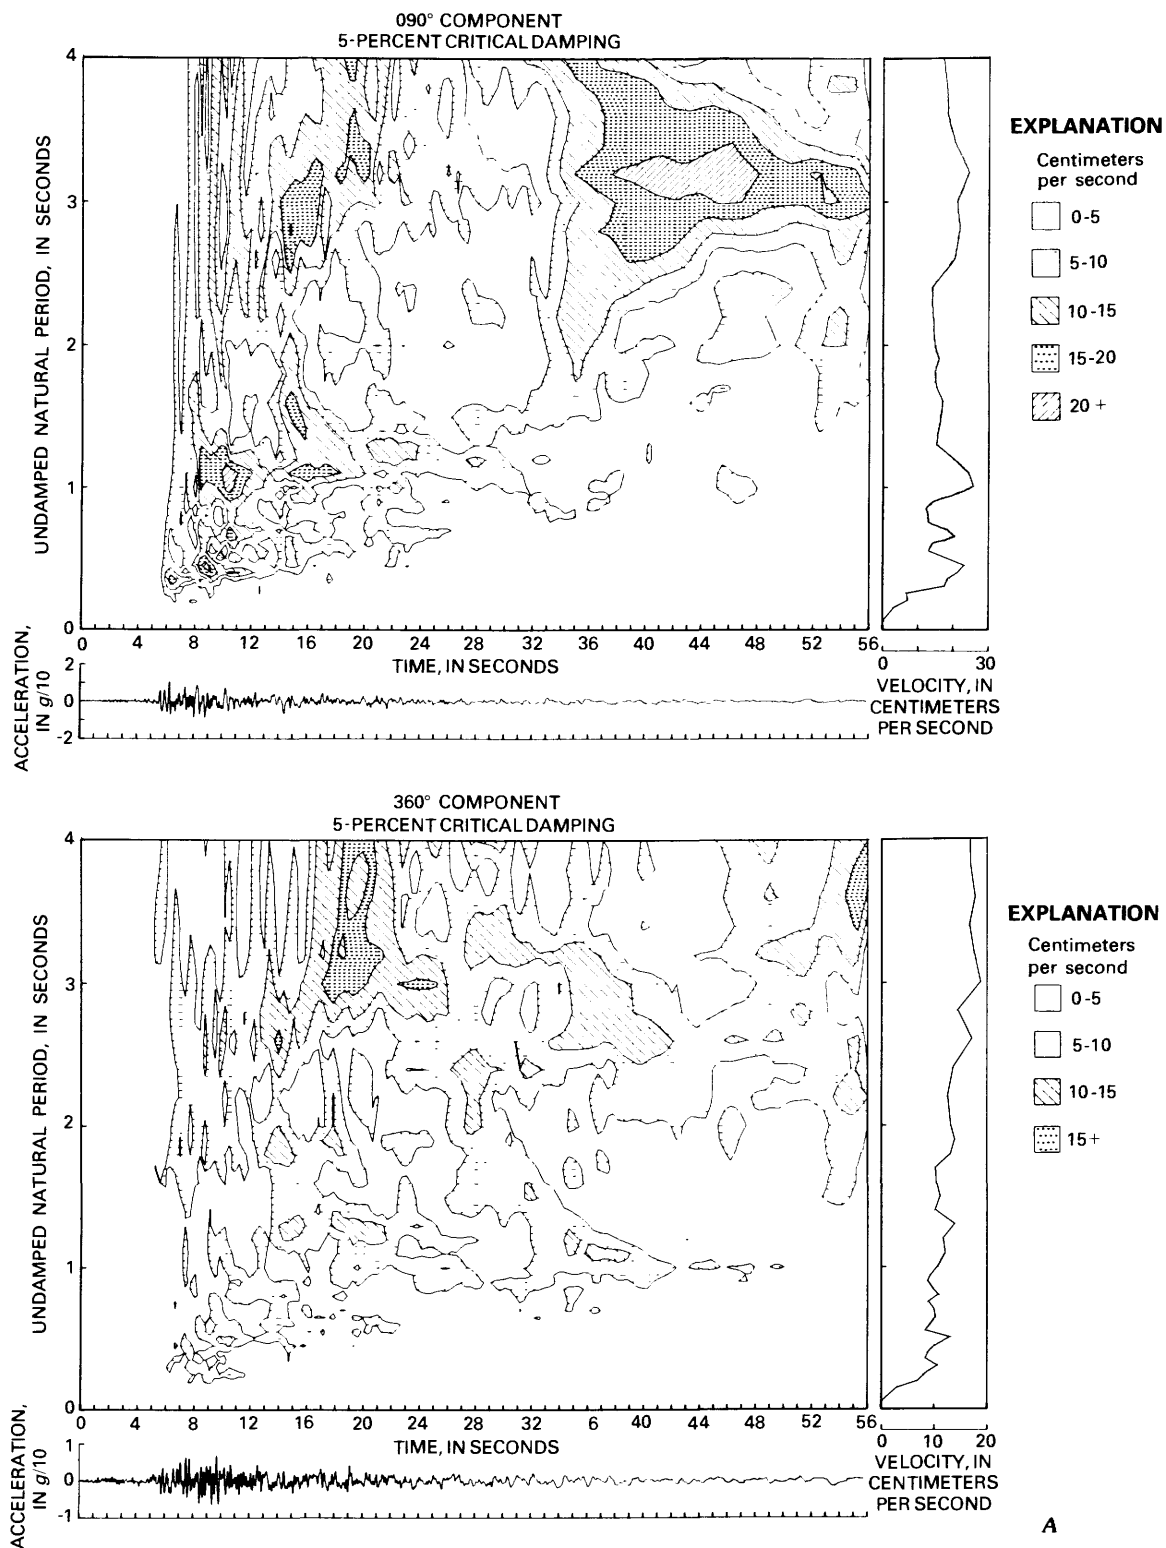 090° COMPONENT
5-PERCENT CRITICAL DAMPING
UNDAMPED NATURAL PERIOD, IN SECONDS
4
3
2
1
0
0 4 8 12 16 20 24 28 32 36 40 44 48 52 56
TIME, IN SECONDS
ACCELERATION,
IN g/10
2
0
-2
0 30
VELOCITY, IN
CENTIMETERS
PER SECOND
EXPLANATION
Centimeters
per second
0-5
5-10
10-15
15-20
20 +
360° COMPONENT
5-PERCENT CRITICAL DAMPING
UNDAMPED NATURAL PERIOD, IN SECONDS
4
3
2
1
0
0 4 8 12 16 20 24 28 32 6 40 44 48 52 56
TIME, IN SECONDS
ACCELERATION,
IN g/10
1
0
-1
0 10 20
VELOCITY, IN
CENTIMETERS
PER SECOND
EXPLANATION
Centimeters
per second
0-5
5-10
10-15
15+
A